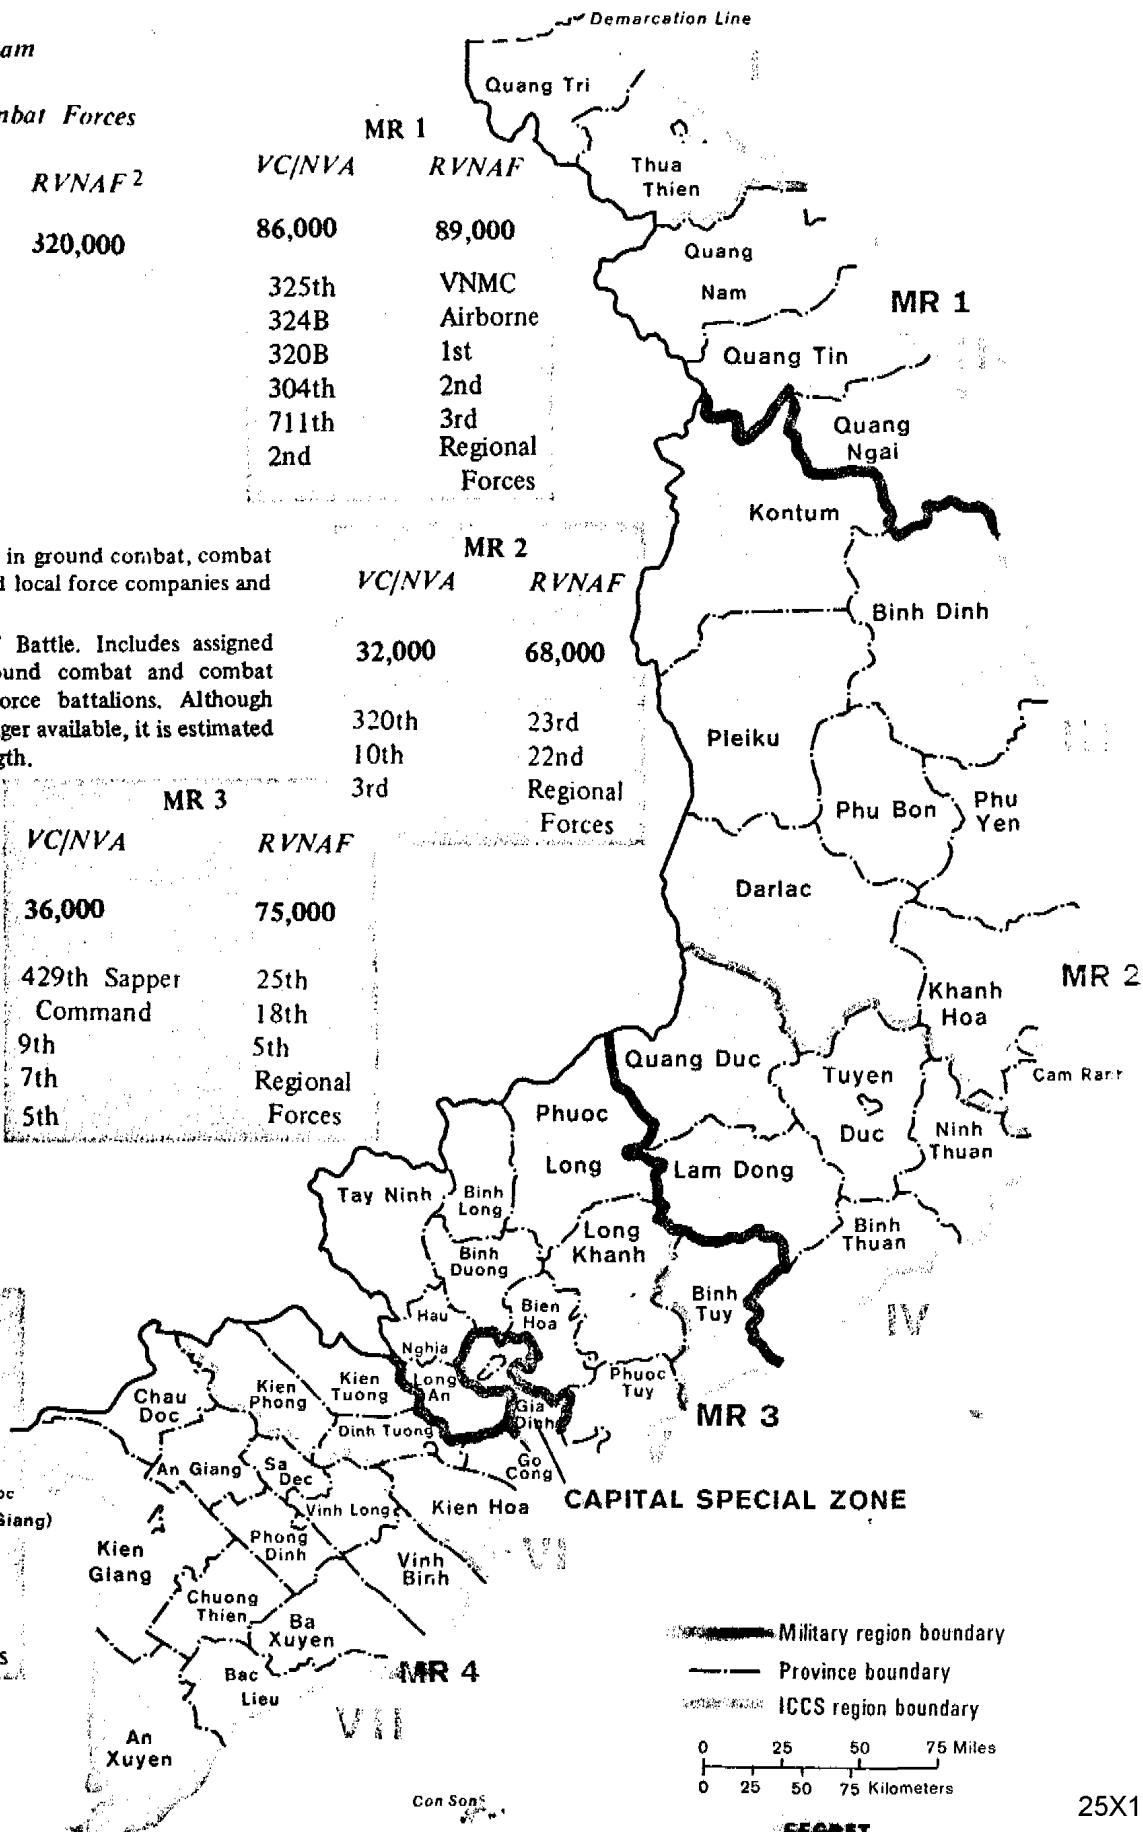 Demarcation Line
am
mbat Forces
RVNAF 2
320,000
MR 1
VC/NVA RVNAF
86,000 89,000
325th VNMC
324B Airborne
320B 1st
304th 2nd
711th 3rd
2nd Regional
Forces
in ground combat, combat
local force companies and
Battle. Includes assigned
ound combat and combat
orce battalions. Although
ger available, it is estimated
gth.
MR 2
VC/NVA RVNAF
32,000 68,000
320th 23rd
10th 22nd
3rd Regional
Forces
MR 3
VC/NVA RVNAF
36,000 75,000
429th Sapper 25th
Command 18th
9th 5th
7th Regional
5th Forces
Quang Tri
Thua
Thien
Quang
Nam
MR 1
Quang Tin
II
Quang
Ngai
Kontum
Binh Dinh
Pleiku
III
Phu Bon
Phu
Yen
Darlac
MR 2
Khanh
Hoa
Quang Duc
Tuyen
Duc
Cam Ranh
Ninh
Thuan
Phuoc
Long
Lam Dong
Tay Ninh
Binh
Long
Long
Khanh
Binh
Thuan
Binh
Duong
Binh
Tuy
IV
Hau
Nghia
Bien
Hoa
Phuoc
Tuy
Long
An
Gia
Dinh
MR 3
V
Chau
Doc
Kien
Phong
Kien
Tuong
Dinh Tuong
An Giang
Sa
Dec
Go
Cong
Vinh Long
Kien Hoa
CAPITAL SPECIAL ZONE
oc
Giang)
Kien
Giang
Phong
Dinh
Vinh
Binh
VI
Chuong
Thien
Ba
Xuyen
MR 4
Bac
Lieu
VII
An
Xuyen
Con Son
s
Military region boundary
Province boundary
ICCS region boundary
0 25 50 75 Miles
0 25 50 75 Kilometers
25X1
SECRET